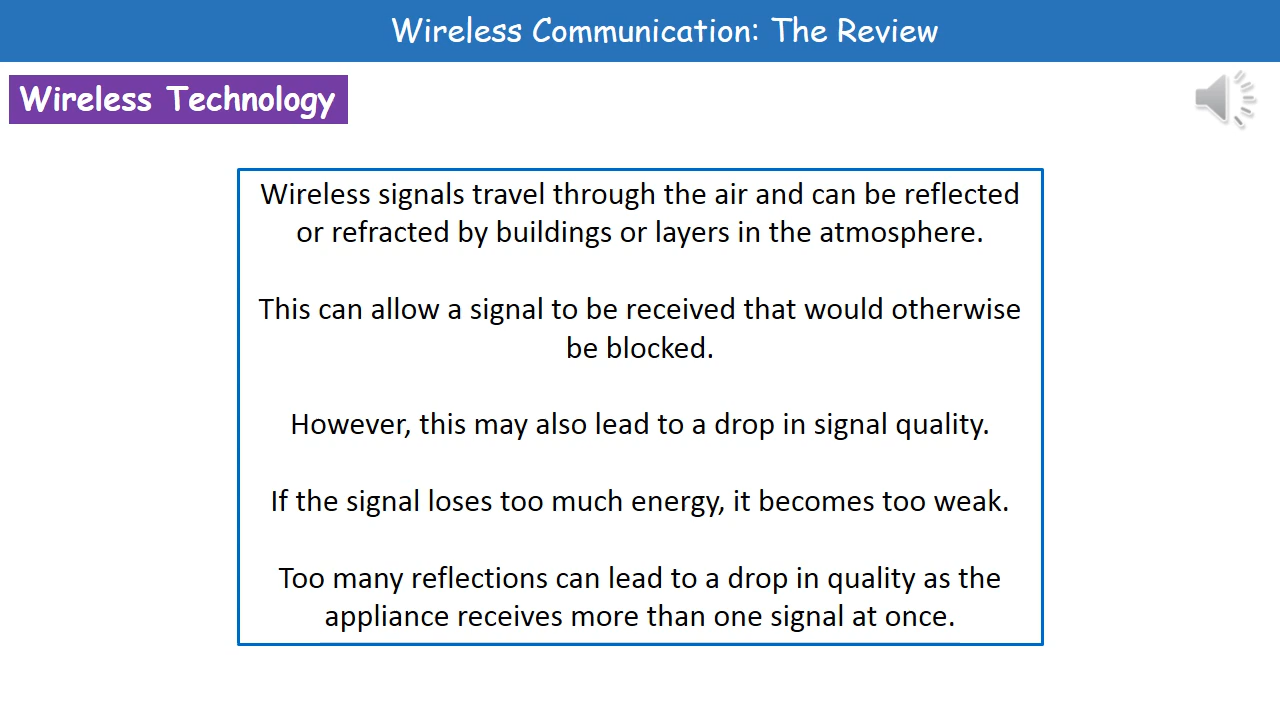 Wireless Communication: The Review
Wireless Technology
Wireless signals travel through the air and can be reflected
or refracted by buildings or layers in the atmosphere.
This can allow a signal to be received that would otherwise
be blocked.
However, this may also lead to a drop in signal quality.
If the signal loses too much energy, it becomes too weak.
Too many reflections can lead to a drop in quality as the
appliance receives more than one signal at once.